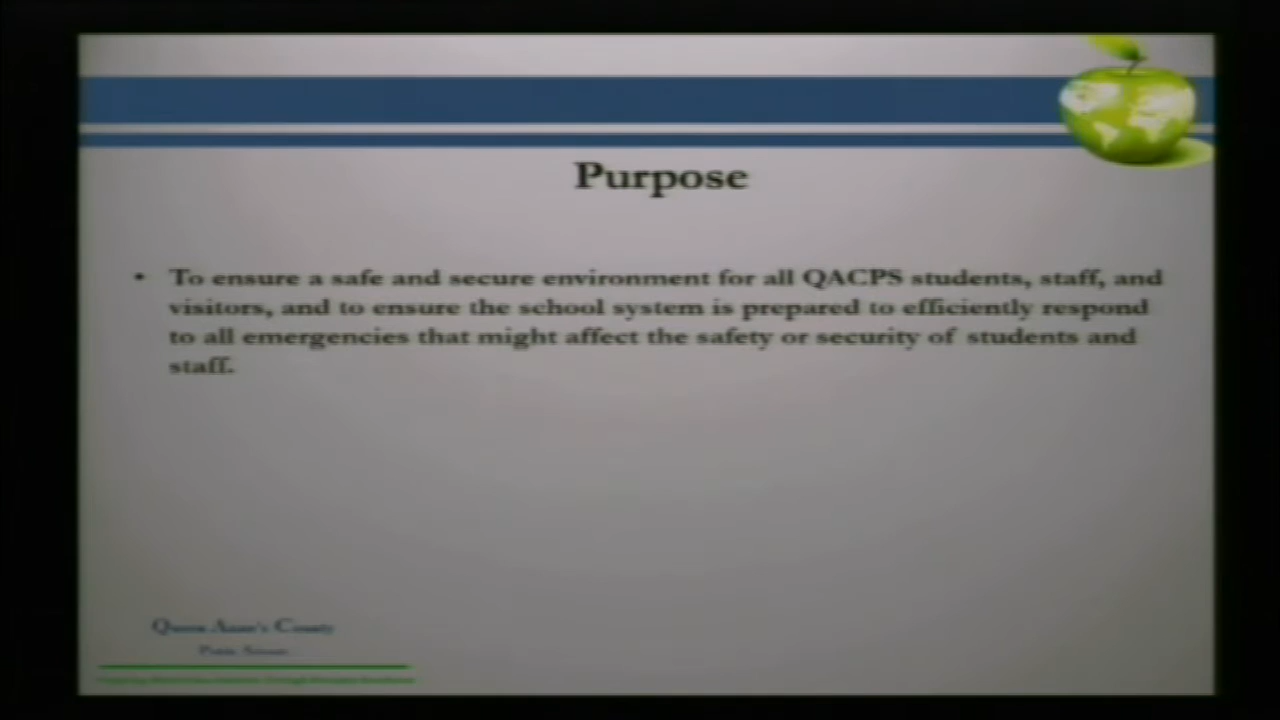 Purpose
• To ensure a safe and secure environment for all QACPS students, staff, and
visitors, and to ensure the school system is prepared to efficiently respond
to all emergencies that might affect the safety or security of students and
staff.
Queen Anne's County